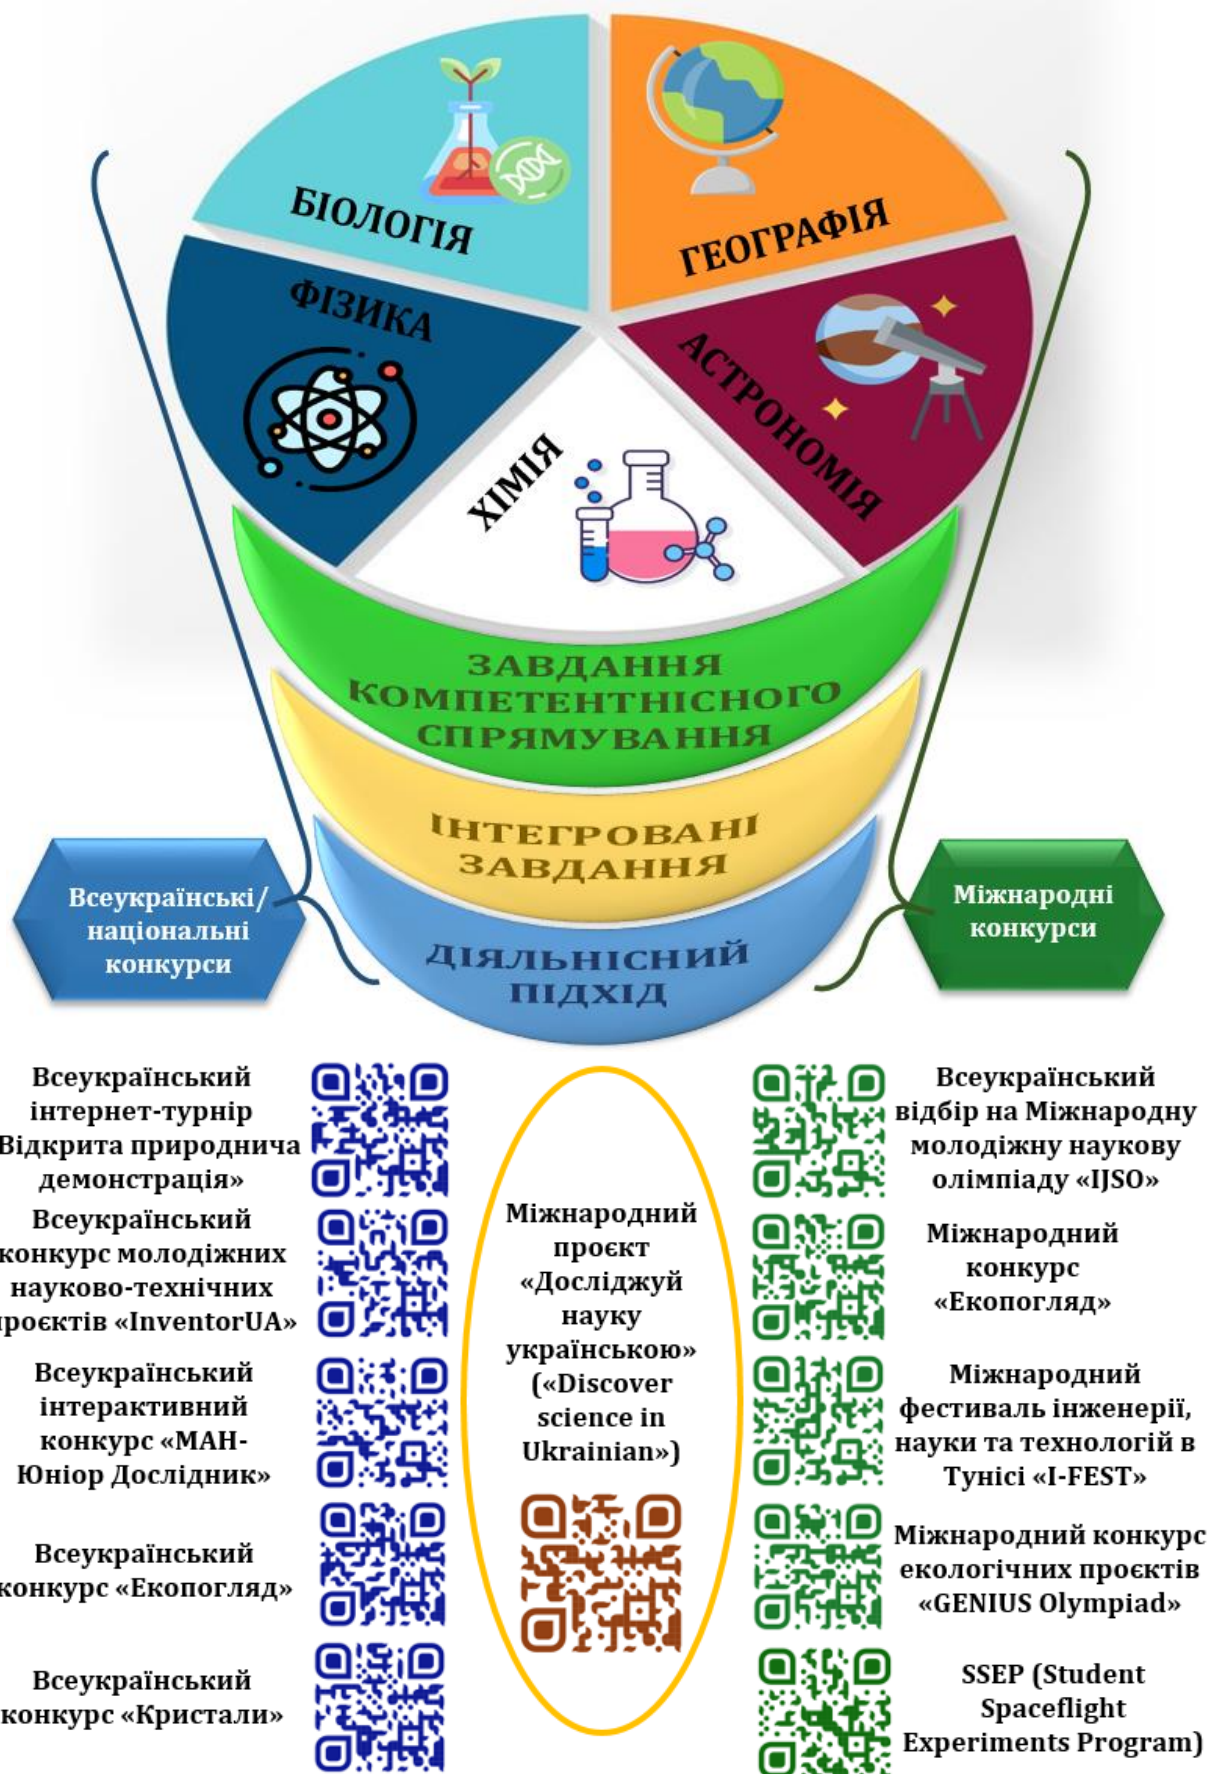 БІОЛОГІЯ
ГЕОГРАФІЯ
ФІЗИКА
АСТРОНОМІЯ
ХІМІЯ
ЗАВДАННЯ
КОМПЕТЕНТНІСНОГО
СПРЯМУВАННЯ
ІНТЕГРОВАНІ
ЗАВДАННЯ
ДІЯЛЬНІСНИЙ
ПІДХІД
Всеукраїнські/
національні
конкурси
Міжнародні
конкурси
Всеукраїнський
інтернет-турнір
Відкрита природнича
демонстрація»
Всеукраїнський
конкурс молодіжних
науково-технічних
проєктів «InventorUA»
Всеукраїнський
інтерактивний
конкурс «МАН-
Юніор Дослідник»
Всеукраїнський
конкурс «Екопогляд»
Всеукраїнський
конкурс «Кристали»
Міжнародний
проєкт
«Досліджуй
науку
українською»
(«Discover
science in
Ukrainian»)
Всеукраїнський
відбір на Міжнародну
молодіжну наукову
олімпіаду «IJSO»
Міжнародний
конкурс
«Екопогляд»
Міжнародний
фестиваль інженерії,
науки та технологій в
Тунісі «I-FEST»
Міжнародний конкурс
екологічних проєктів
«GENIUS Olympiad»
SSEP (Student
Spaceflight
Experiments Program)